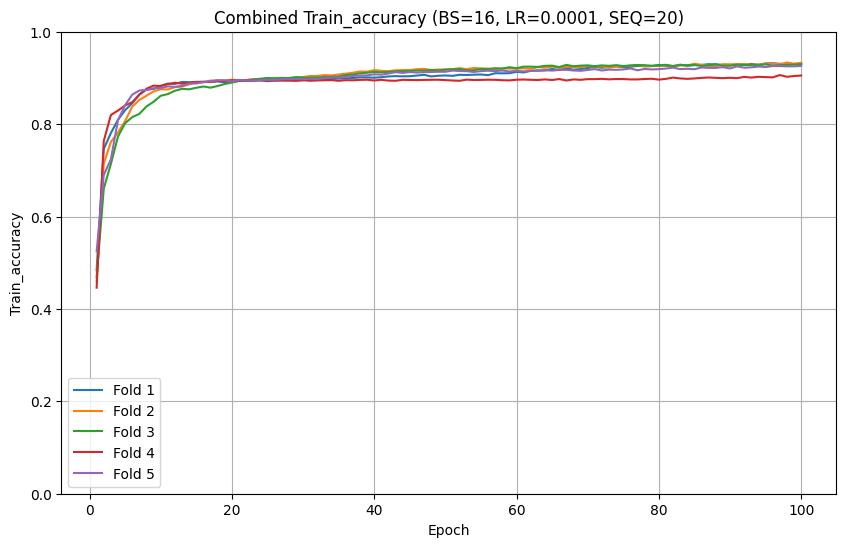 Combined Train_accuracy (BS=16, LR=0.0001, SEQ=20)
Train_accuracy
1.0
0.8
0.6
0.4
0.2
0.0
Fold 1
Fold 2
Fold 3
Fold 4
Fold 5
0 20 40 60 80 100
Epoch